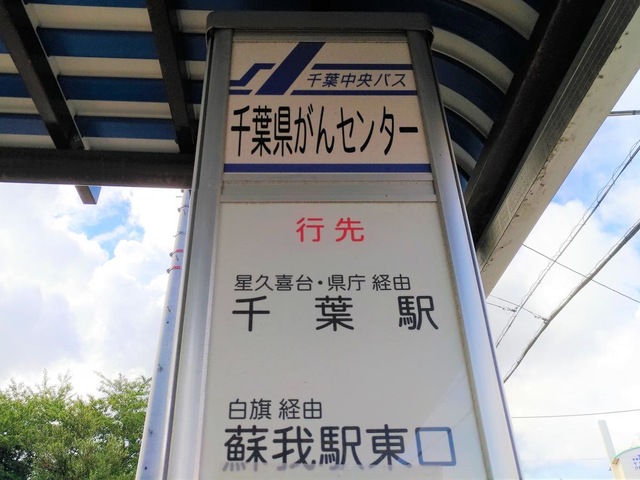 千葉中央バス
千葉県がんセンター
行先
星久喜台・県庁 経由
千葉駅
白旗 経由
蘇我駅東口